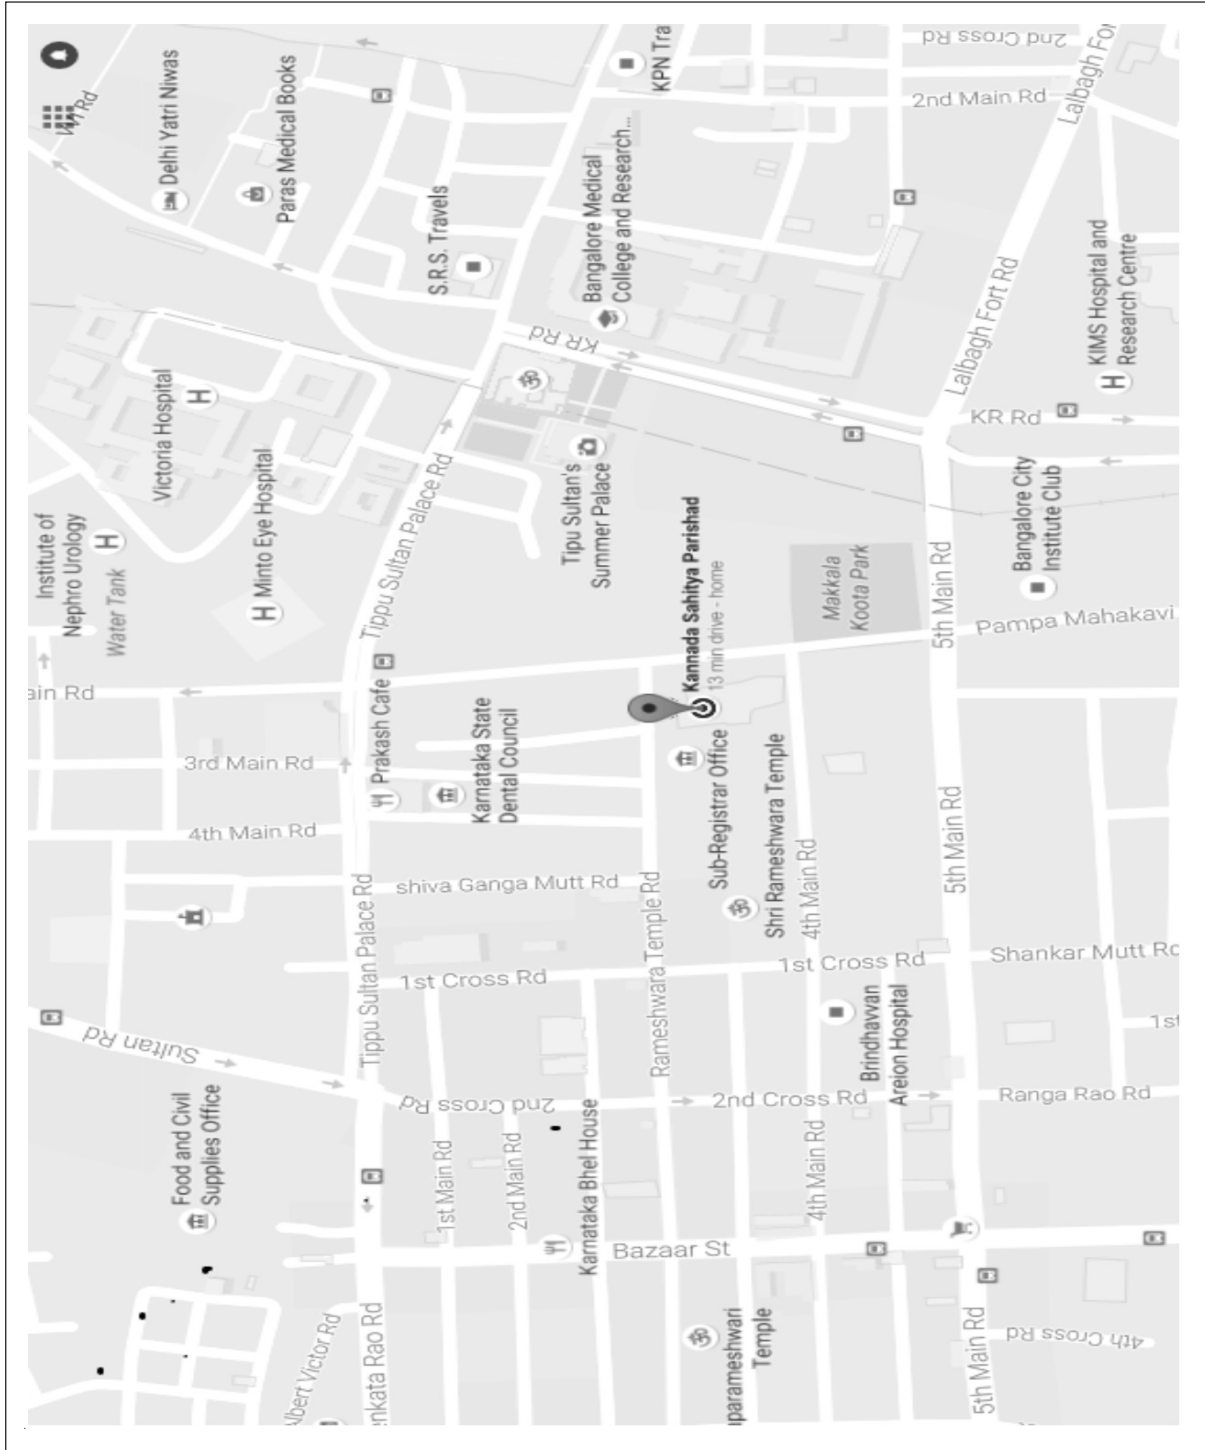 2nd Cross Rd
Lalbagh For
KPN Tra
2nd Main Rd
Delhi Yatri Niwas
Paras Medical Books
S.R.S. Travels
Bangalore Medical
College and Research...
KIMS Hospital and
Research Centre
Lalbagh Fort Rd
KR Rd
KR Rd
Victoria Hospital
Minto Eye Hospital
Institute of
Nephro Urology
Water Tank
Tippu Sultan Palace Rd
Tipu Sultan's
Summer Palace
Kannada Sahitya Parishad
13 min drive - home
Makkala
Koota Park
5th Main Rd
Bangalore City
Institute Club
Pampa Mahakavi
ain Rd
3rd Main Rd
4th Main Rd
Prakash Cafe
Karnataka State
Dental Council
Sub-Registrar Office
Shri Rameshwara Temple
4th Main Rd
5th Main Rd
shiva Ganga Mutt Rd
Tippu Sultan Palace Rd
1st Cross Rd
Rameshwara Temple Rd
1st Cross Rd
Shankar Mutt Rd
Sultan Rd
Brindhavvan
Areion Hospital
1st
2nd Cross Rd
2nd Cross Rd
Ranga Rao Rd
Food and Civil
Supplies Office
1st Main Rd
2nd Main Rd
Karnataka Bhel House
4th Main Rd
Bazaar St
Albert Victor Rd
enkata Rao Rd
parameshwari
Temple
5th Main Rd
4th Cross Rd